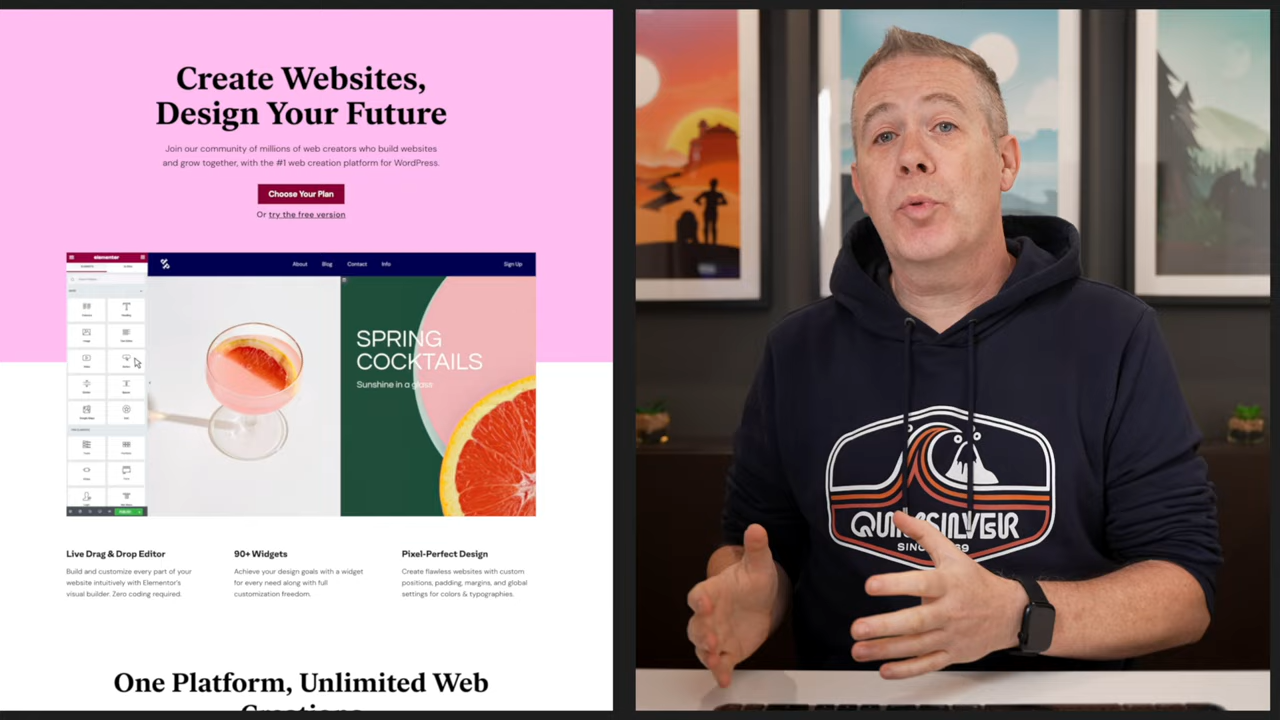 Create Websites,
Design Your Future
Join our community of millions of web creators who build websites
and grow together, with the #1 web creation platform for WordPress.
Choose Your Plan
Or try the free version
elementor
About Blog Contact Info Sign Up
SPRING
COCKTAILS
Sunshine in a glass
Live Drag & Drop Editor
Build and customize every part of your
website intuitively with Elementor's
visual builder. Zero coding required.
90+ Widgets
Achieve your design goals with a widget
for every need along with full
customization freedom.
Pixel-Perfect Design
Create flawless websites with custom
positions, padding, margins, and global
settings for colors & typographies.
One Platform, Unlimited Web
Creations
QUIKSILVER